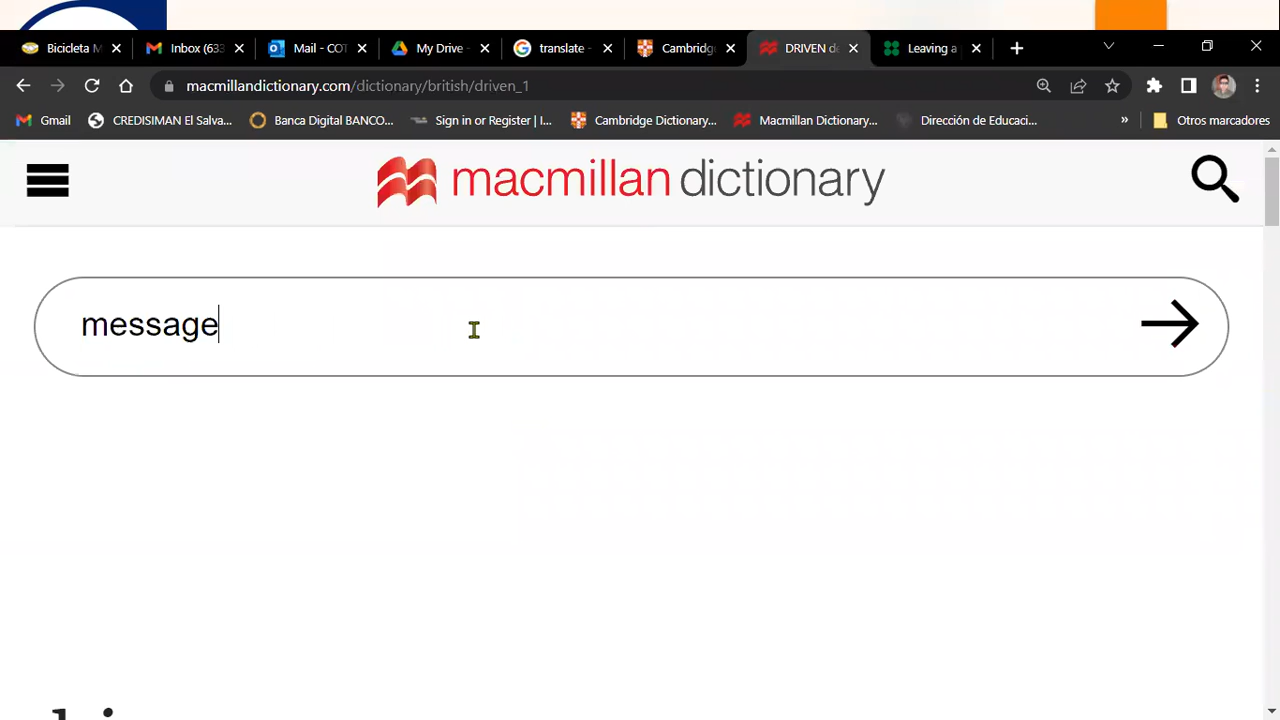 Bicicleta M
Inbox (633
Mail - COT
My Drive -
translate -
Cambridge
DRIVEN de
Leaving a
macmillandictionary.com/dictionary/british/driven_1
Gmail
CREDISIMAN El Salva...
Banca Digital BANCO...
Sign in or Register | I...
Cambridge Dictionary...
Macmillan Dictionary...
Dirección de Educaci...
»
Otros marcadores
macmillan dictionary
message